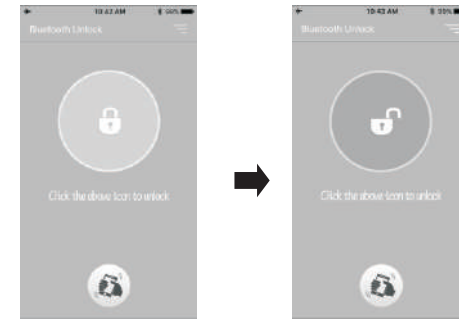 10:42 AM
Bluetooth Unlock
Click the above icon to unlock
10:43 AM
Bluetooth Unlock
Click the above icon to unlock